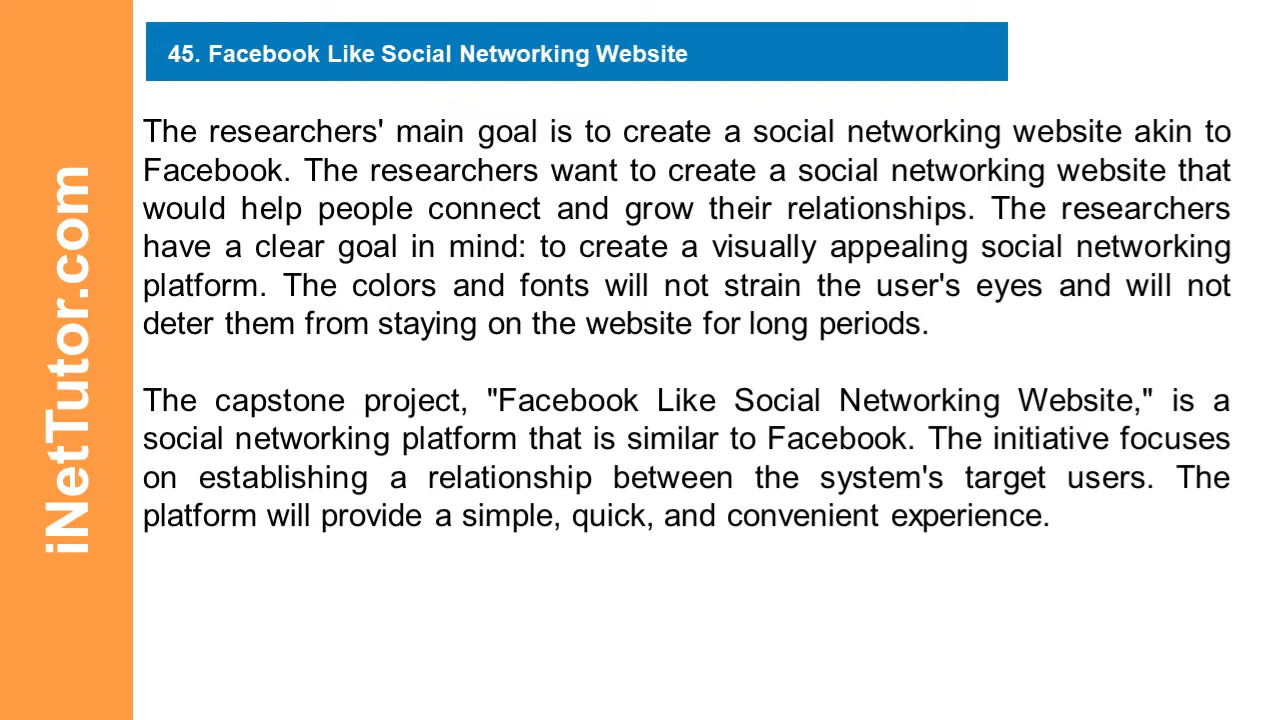 45. Facebook Like Social Networking Website
iNetTutor.com
The researchers' main goal is to create a social networking website akin to
Facebook. The researchers want to create a social networking website that
would help people connect and grow their relationships. The researchers
have a clear goal in mind: to create a visually appealing social networking
platform. The colors and fonts will not strain the user's eyes and will not
deter them from staying on the website for long periods.
The capstone project, "Facebook Like Social Networking Website," is a
social networking platform that is similar to Facebook. The initiative focuses
on establishing a relationship between the system's target users. The
platform will provide a simple, quick, and convenient experience.